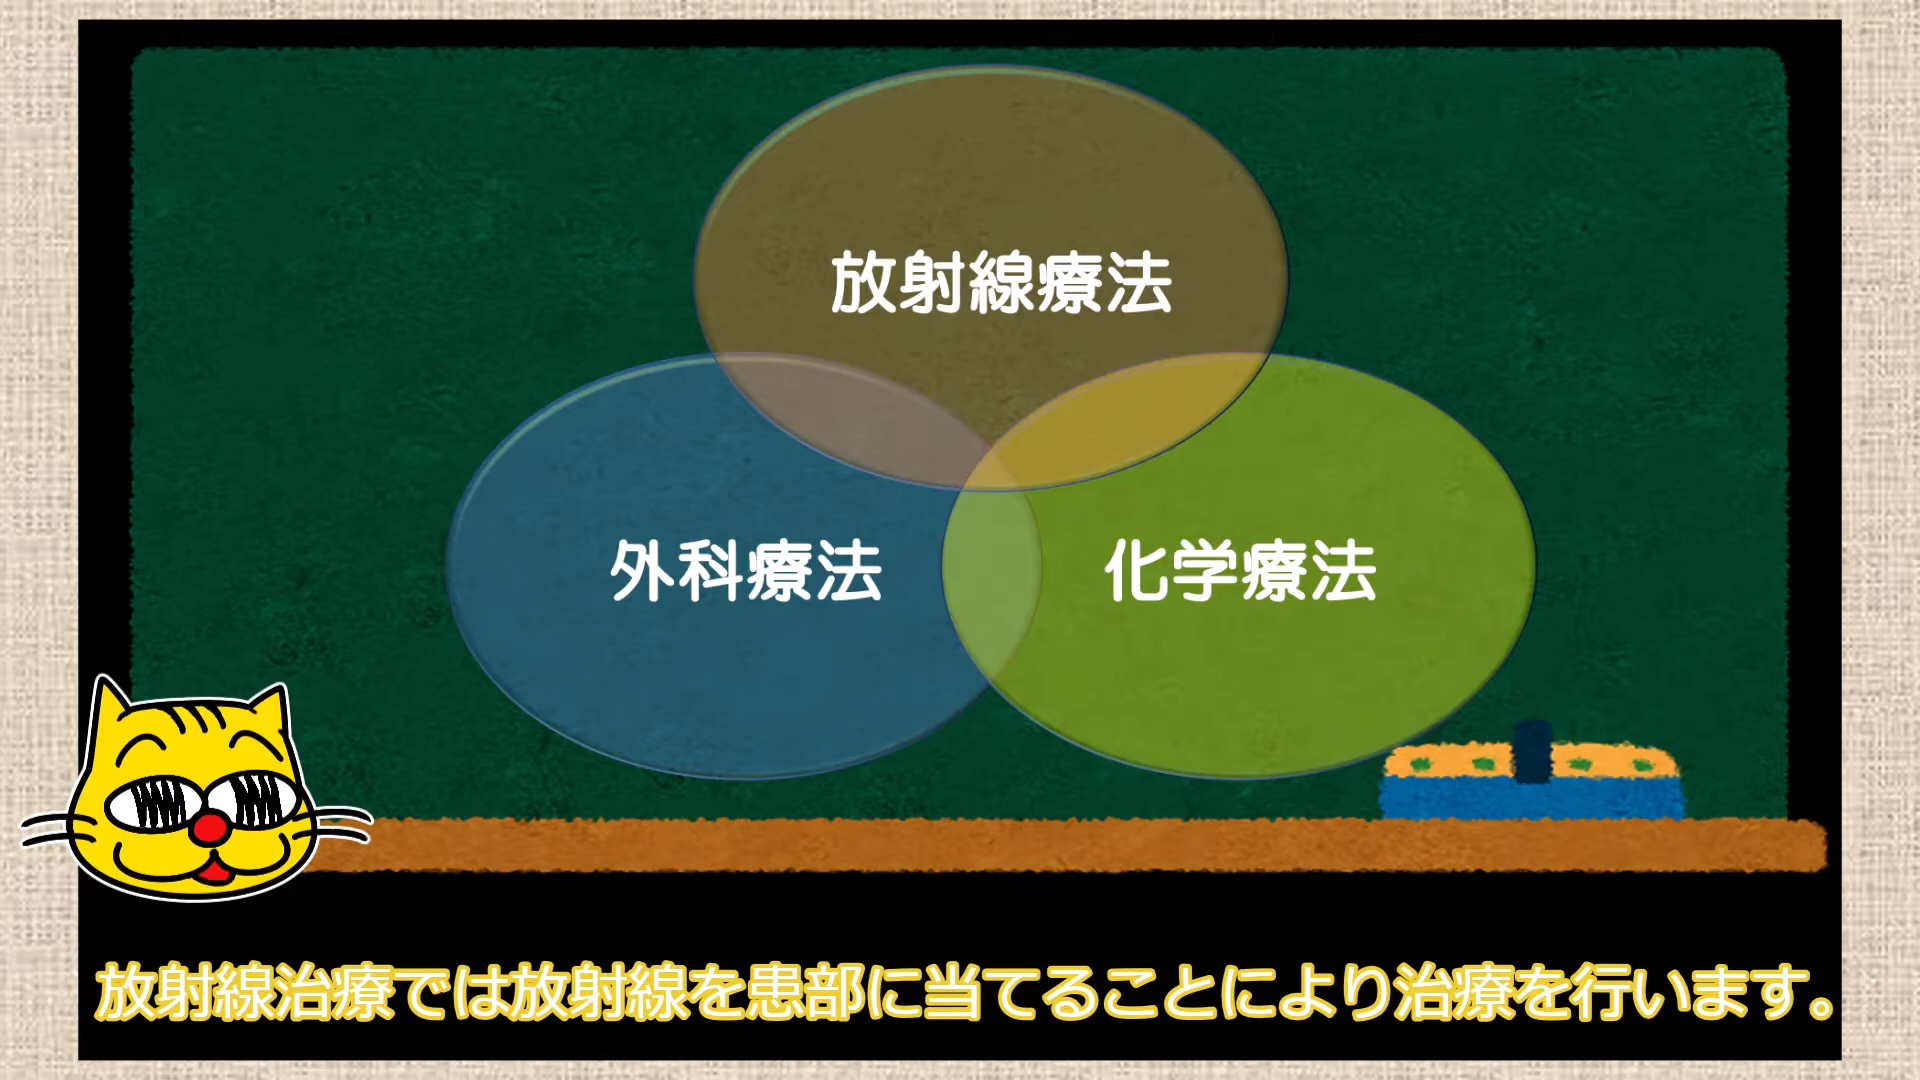 放射線療法
外科療法
化学療法
放射線治療では放射線を患部に当てることにより治療を行います。